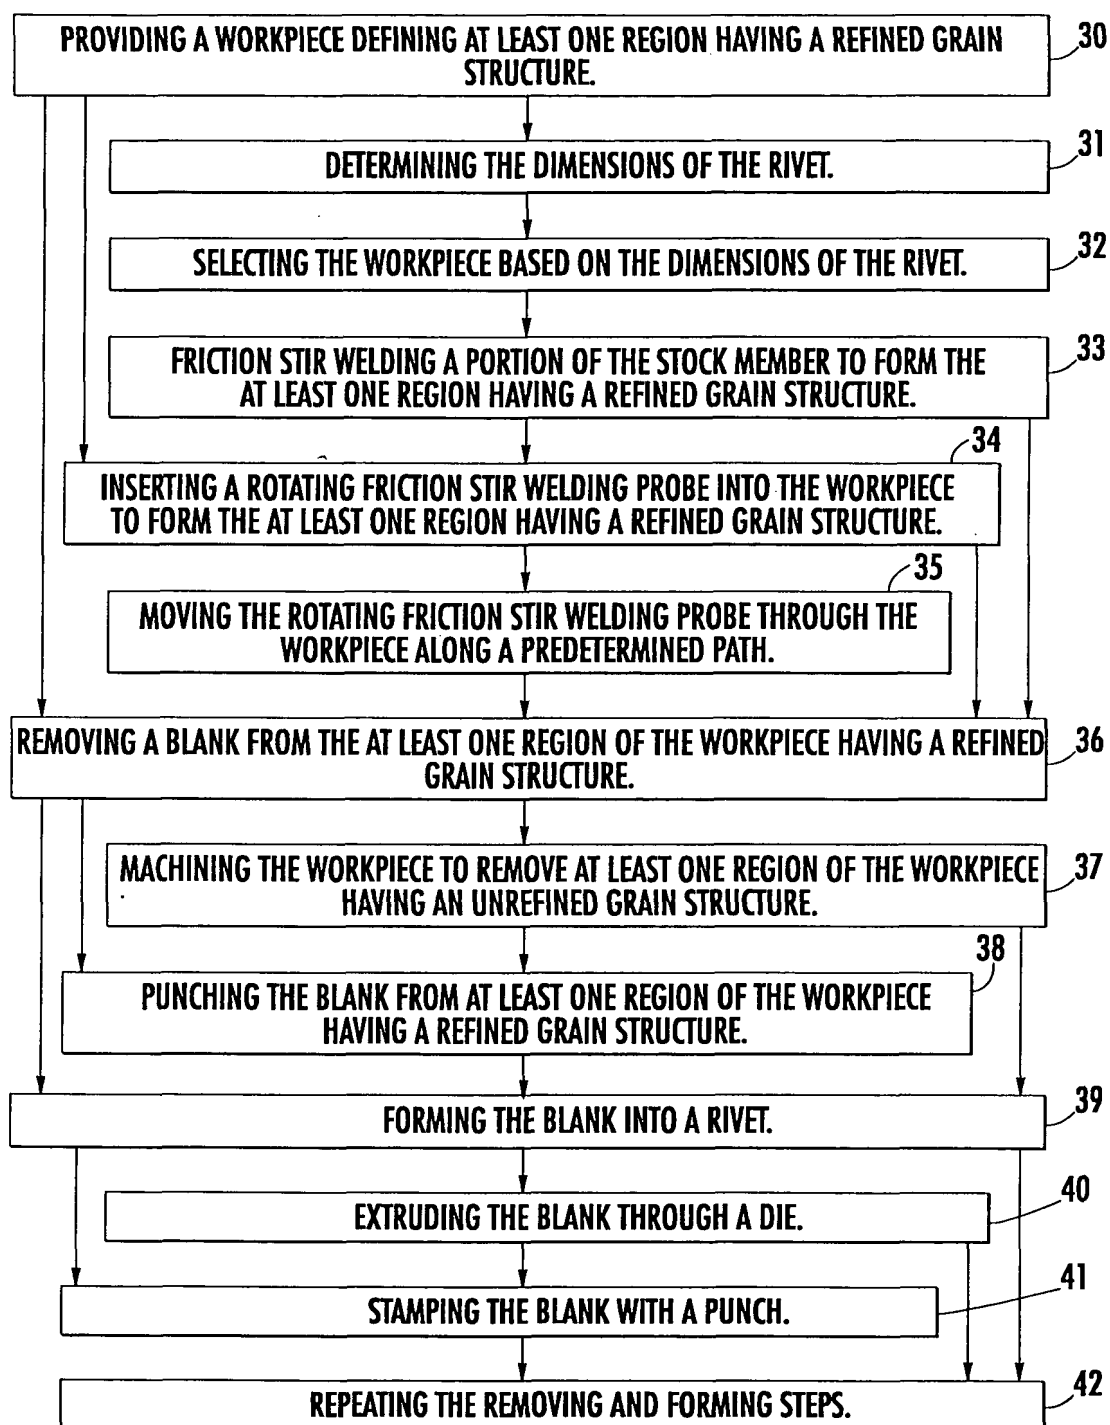 PROVIDING A WORKPIECE DEFINING AT LEAST ONE REGION HAVING A REFINED GRAIN
STRUCTURE.
30
DETERMINING THE DIMENSIONS OF THE RIVET.
31
SELECTING THE WORKPIECE BASED ON THE DIMENSIONS OF THE RIVET.
32
FRICTION STIR WELDING A PORTION OF THE STOCK MEMBER TO FORM THE
AT LEAST ONE REGION HAVING A REFINED GRAIN STRUCTURE.
33
34
INSERTING A ROTATING FRICTION STIR WELDING PROBE INTO THE WORKPIECE
TO FORM THE AT LEAST ONE REGION HAVING A REFINED GRAIN STRUCTURE.
35
MOVING THE ROTATING FRICTION STIR WELDING PROBE THROUGH THE
WORKPIECE ALONG A PREDETERMINED PATH.
REMOVING A BLANK FROM THE AT LEAST ONE REGION OF THE WORKPIECE HAVING A REFINED
GRAIN STRUCTURE.
36
MACHINING THE WORKPIECE TO REMOVE AT LEAST ONE REGION OF THE WORKPIECE
HAVING AN UNREFINED GRAIN STRUCTURE.
37
38
PUNCHING THE BLANK FROM AT LEAST ONE REGION OF THE WORKPIECE
HAVING A REFINED GRAIN STRUCTURE.
FORMING THE BLANK INTO A RIVET.
39
EXTRUDING THE BLANK THROUGH A DIE.
40
STAMPING THE BLANK WITH A PUNCH.
41
REPEATING THE REMOVING AND FORMING STEPS.
42